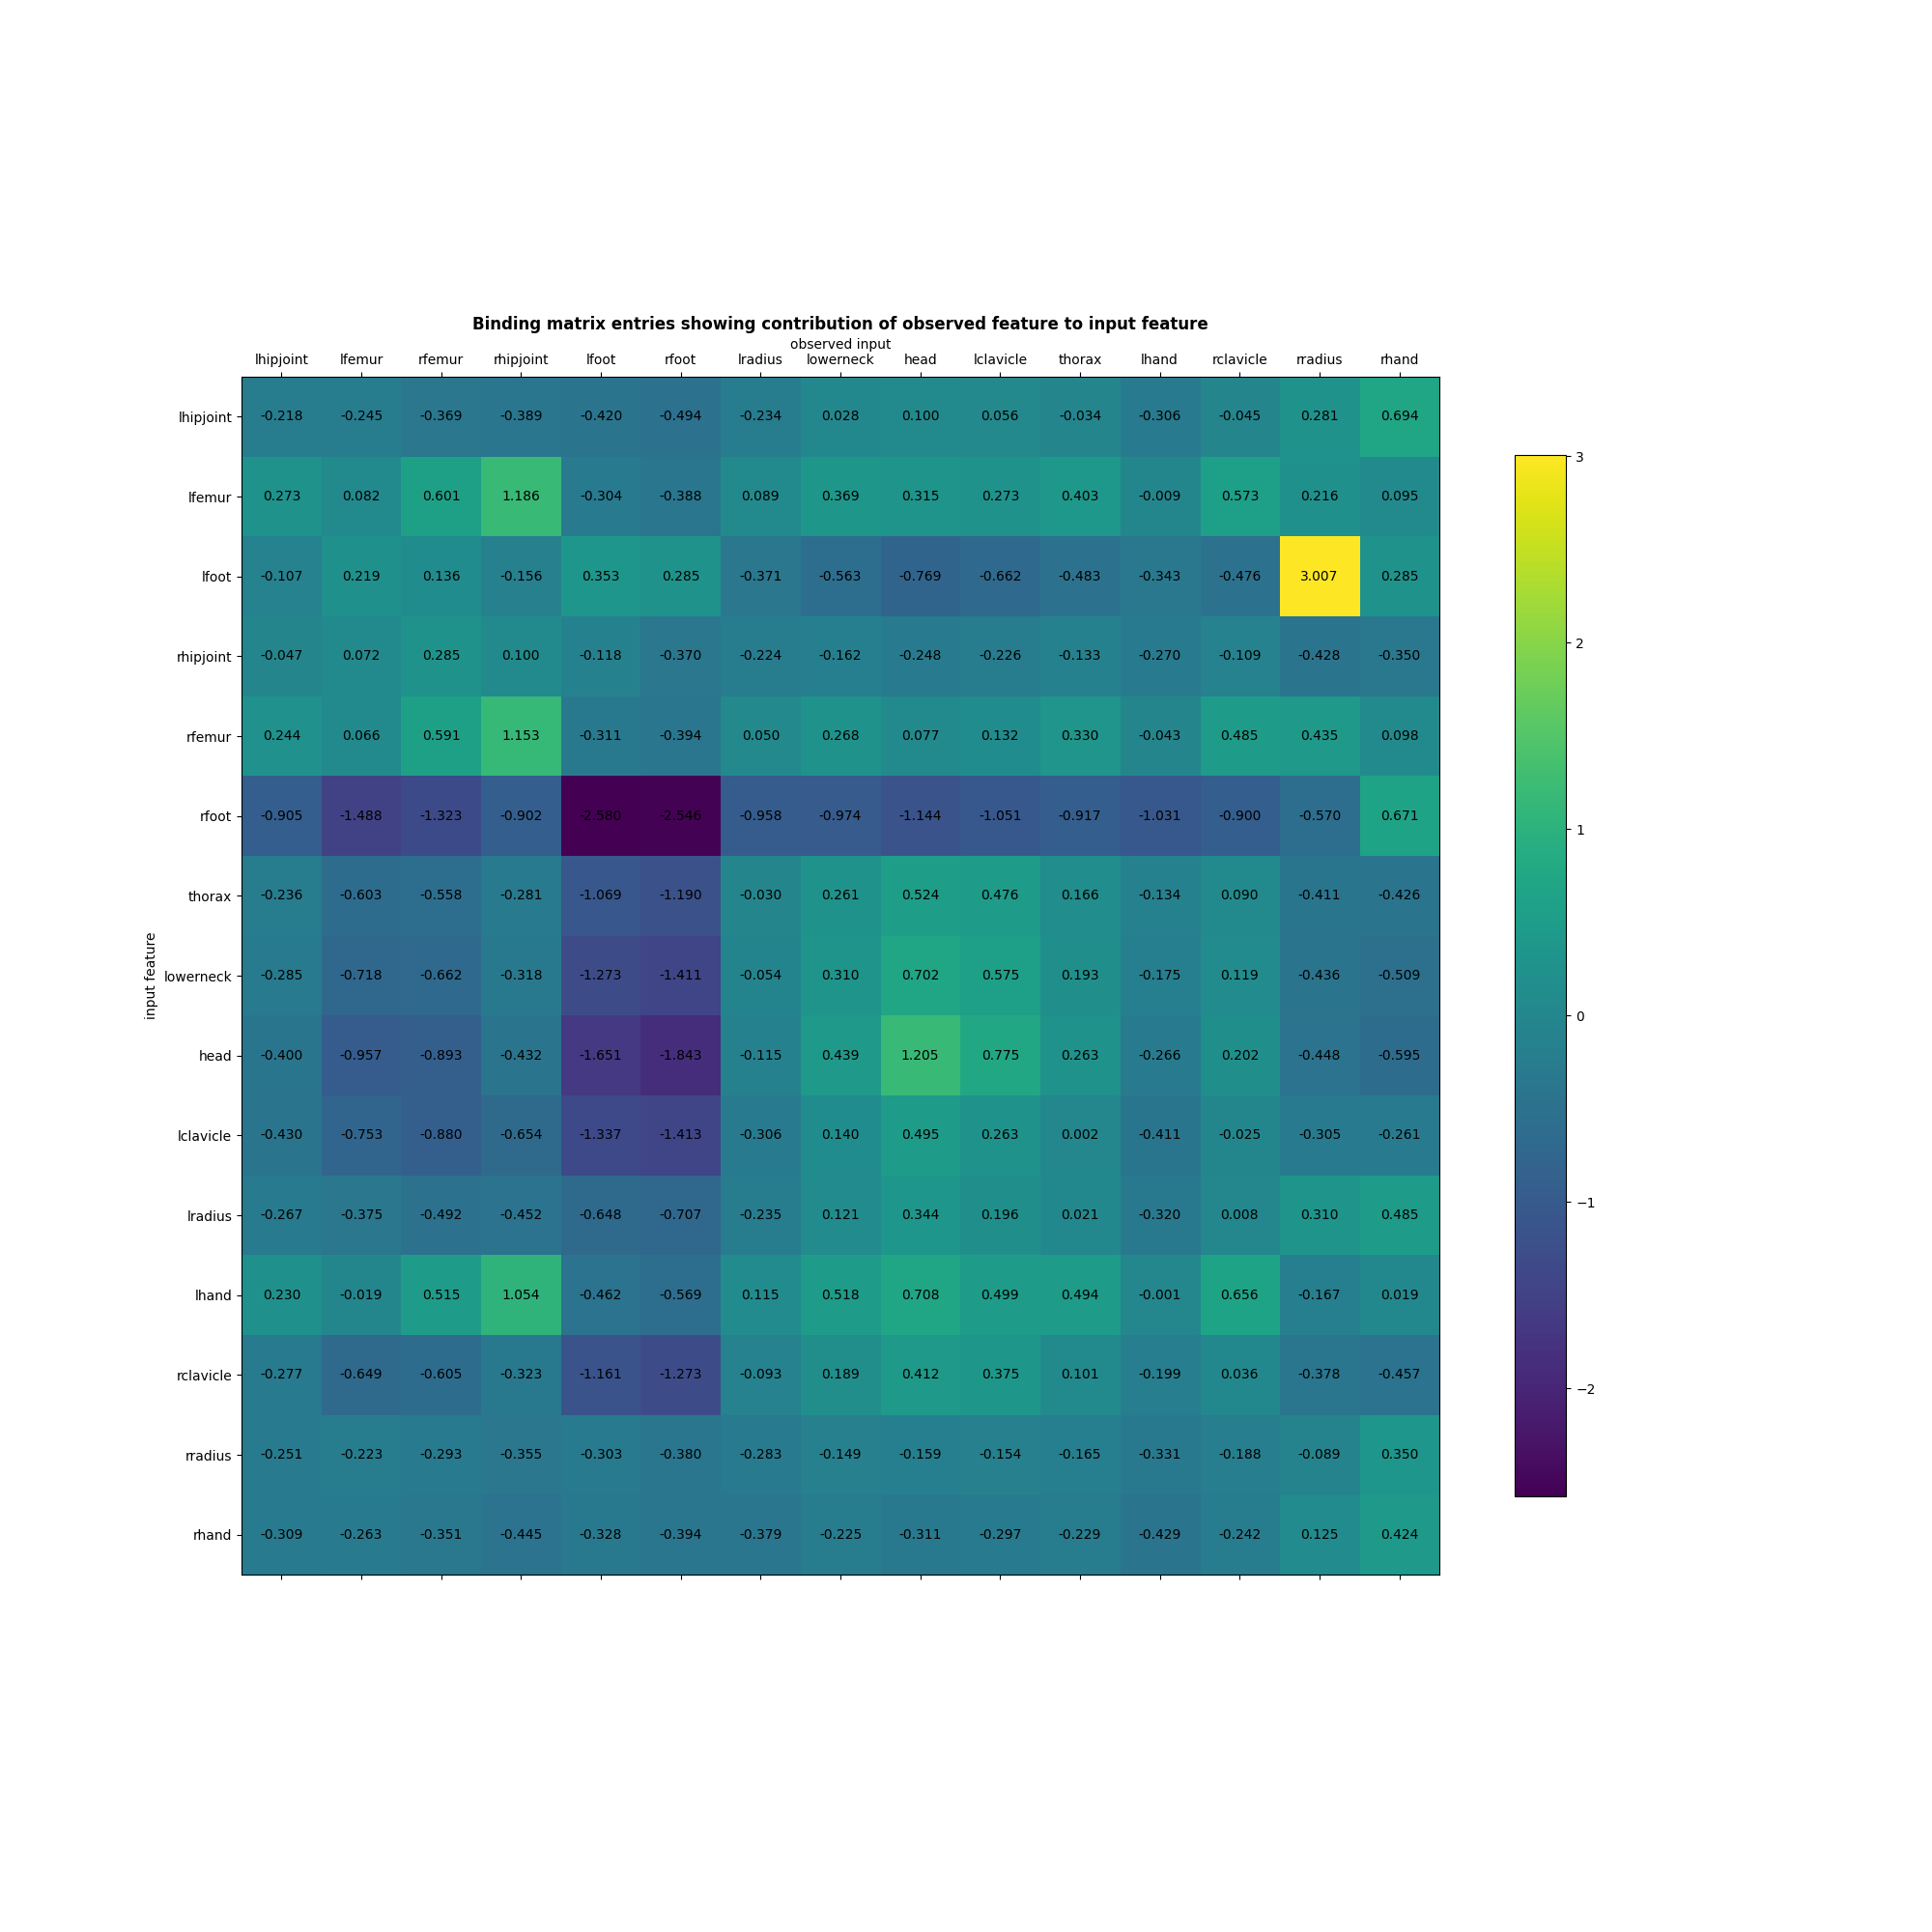 Binding matrix entries showing contribution of observed feature to input feature
observed input
lhipjoint lfemur rfemur rhipjoint lfoot rfoot lradius lowerneck head lclavicle thorax lhand rclavicle rradius rhand
lhipjoint -0.218 -0.245 -0.369 -0.389 -0.420 -0.494 -0.234 0.028 0.100 0.056 -0.034 -0.306 -0.045 0.281 0.694
lfemur 0.273 0.082 0.601 1.186 -0.304 -0.388 0.089 0.369 0.315 0.273 0.403 -0.009 0.573 0.216 0.095
lfoot -0.107 0.219 0.136 -0.156 0.353 0.285 -0.371 -0.563 -0.769 -0.662 -0.483 -0.343 -0.476 3.007 0.285
rhipjoint -0.047 0.072 0.285 0.100 -0.118 -0.370 -0.224 -0.162 -0.248 -0.226 -0.133 -0.270 -0.109 -0.428 -0.350
rfemur 0.244 0.066 0.591 1.153 -0.311 -0.394 0.050 0.268 0.077 0.132 0.330 -0.043 0.485 0.435 0.098
rfoot -0.905 -1.488 -1.323 -0.902 -2.580 -2.546 -0.958 -0.974 -1.144 -1.051 -0.917 -1.031 -0.900 -0.570 0.671
thorax -0.236 -0.603 -0.558 -0.281 -1.069 -1.190 -0.030 0.261 0.524 0.476 0.166 -0.134 0.090 -0.411 -0.426
lowerneck -0.285 -0.718 -0.662 -0.318 -1.273 -1.411 -0.054 0.310 0.702 0.575 0.193 -0.175 0.119 -0.436 -0.509
head -0.400 -0.957 -0.893 -0.432 -1.651 -1.843 -0.115 0.439 1.205 0.775 0.263 -0.266 0.202 -0.448 -0.595
lclavicle -0.430 -0.753 -0.880 -0.654 -1.337 -1.413 -0.306 0.140 0.495 0.263 0.002 -0.411 -0.025 -0.305 -0.261
lradius -0.267 -0.375 -0.492 -0.452 -0.648 -0.707 -0.235 0.121 0.344 0.196 0.021 -0.320 0.008 0.310 0.485
lhand 0.230 -0.019 0.515 1.054 -0.462 -0.569 0.115 0.518 0.708 0.499 0.494 -0.001 0.656 -0.167 0.019
rclavicle -0.277 -0.649 -0.605 -0.323 -1.161 -1.273 -0.093 0.189 0.412 0.375 0.101 -0.199 0.036 -0.378 -0.457
rradius -0.251 -0.223 -0.293 -0.355 -0.303 -0.380 -0.283 -0.149 -0.159 -0.154 -0.165 -0.331 -0.188 -0.089 0.350
rhand -0.309 -0.263 -0.351 -0.445 -0.328 -0.394 -0.379 -0.225 -0.311 -0.297 -0.229 -0.429 -0.242 0.125 0.424
input feature
3
2
1
0
−1
−2